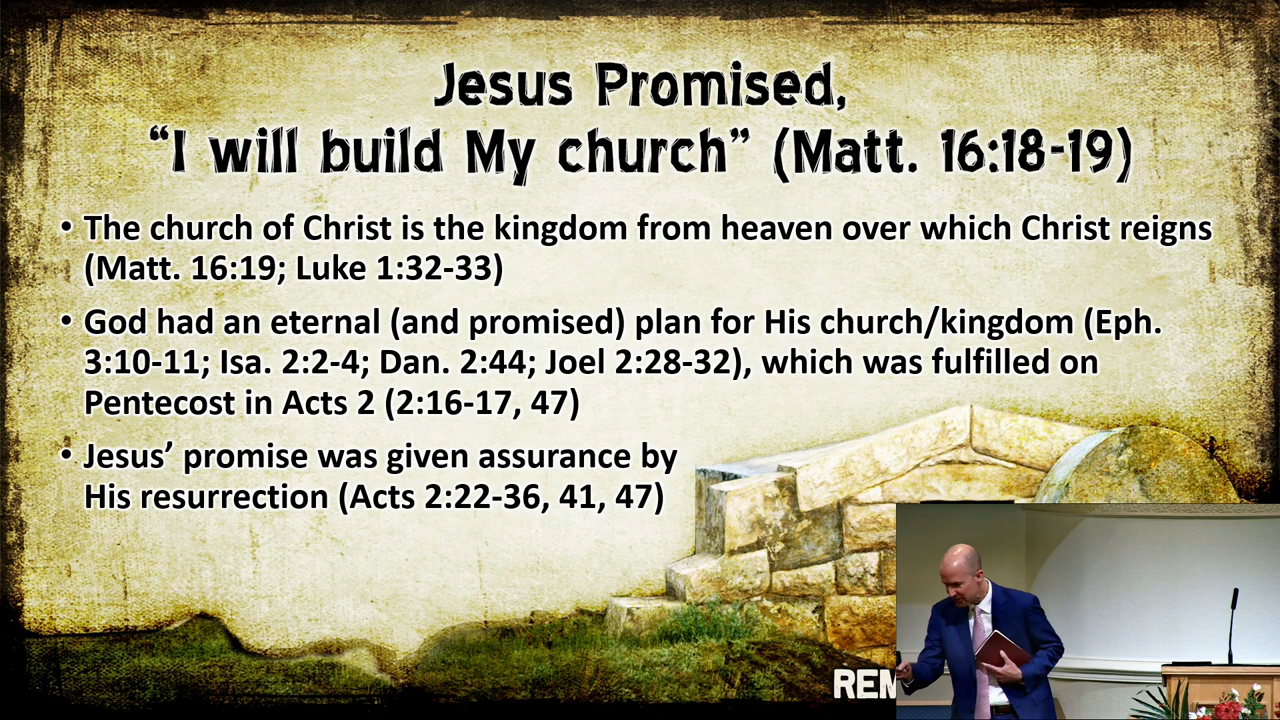 Jesus Promised,
“I will build My church” (Matt. 16:18-19)
• The church of Christ is the kingdom from heaven over which Christ reigns
(Matt. 16:19; Luke 1:32-33)
• God had an eternal (and promised) plan for His church/kingdom (Eph.
3:10-11; Isa. 2:2-4; Dan. 2:44; Joel 2:28-32), which was fulfilled on
Pentecost in Acts 2 (2:16-17, 47)
• Jesus’ promise was given assurance by
His resurrection (Acts 2:22-36, 41, 47)